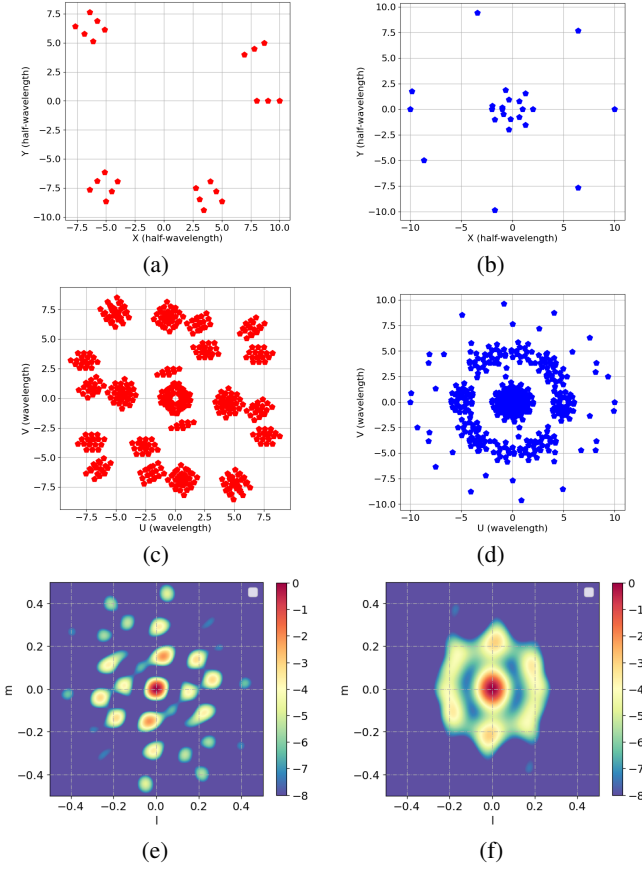 7.5
5.0
2.5
0.0
−2.5
−5.0
−7.5
−10.0
Y (half-wavelength)
−7.5 −5.0 −2.5 0.0 2.5 5.0 7.5 10.0
X (half-wavelength)
(a)
10.0
7.5
5.0
2.5
0.0
−2.5
−5.0
−7.5
−10.0
Y (half-wavelength)
−10 −5 0 5 10
X (half-wavelength)
(b)
7.5
5.0
2.5
0.0
−2.5
−5.0
−7.5
V (wavelength)
−7.5 −5.0 −2.5 0.0 2.5 5.0 7.5
U (wavelength)
(c)
10.0
7.5
5.0
2.5
0.0
−2.5
−5.0
−7.5
−10.0
V (wavelength)
−10 −5 0 5 10
U (wavelength)
(d)
0.4
0.2
0.0
−0.2
−0.4
m
−0.4 −0.2 0.0 0.2 0.4
l
0
−1
−2
−3
−4
−5
−6
−7
−8
(e)
0.4
0.2
0.0
−0.2
−0.4
m
−0.4 −0.2 0.0 0.2 0.4
l
0
−1
−2
−3
−4
−5
−6
−7
−8
(f)